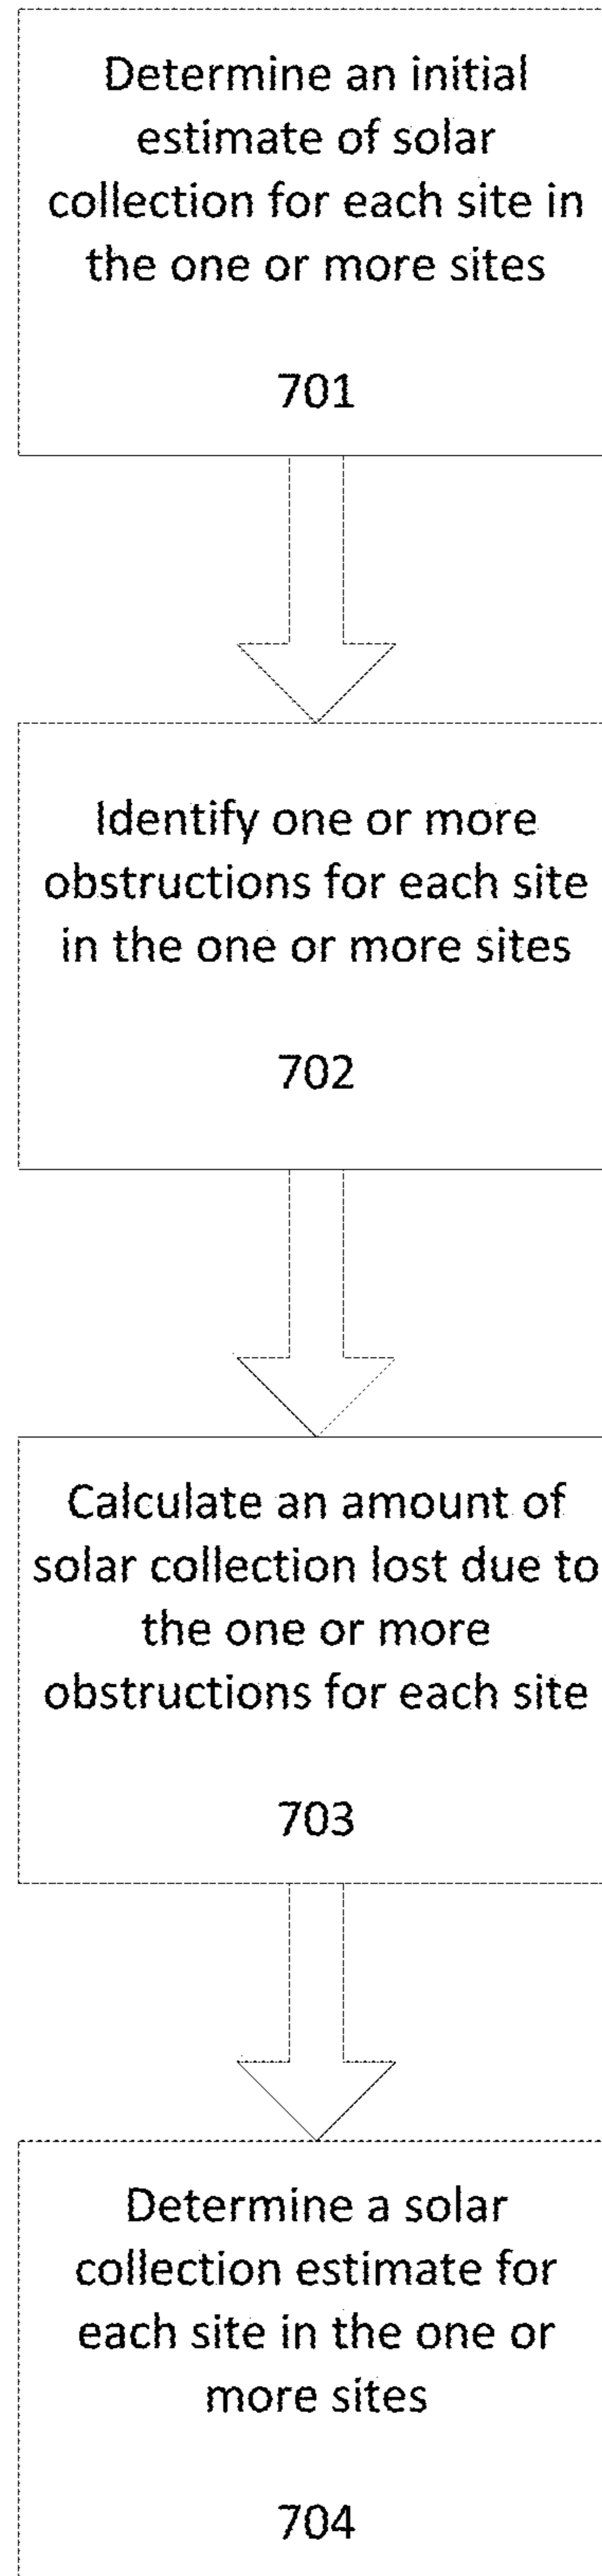 Determine an initial
estimate of solar
collection for each site in
the one or more sites
701
Identify one or more
obstructions for each site
in the one or more sites
702
Calculate an amount of
solar collection lost due to
the one or more
obstructions for each site
703
Determine a solar
collection estimate for
each site in the one or
more sites
704